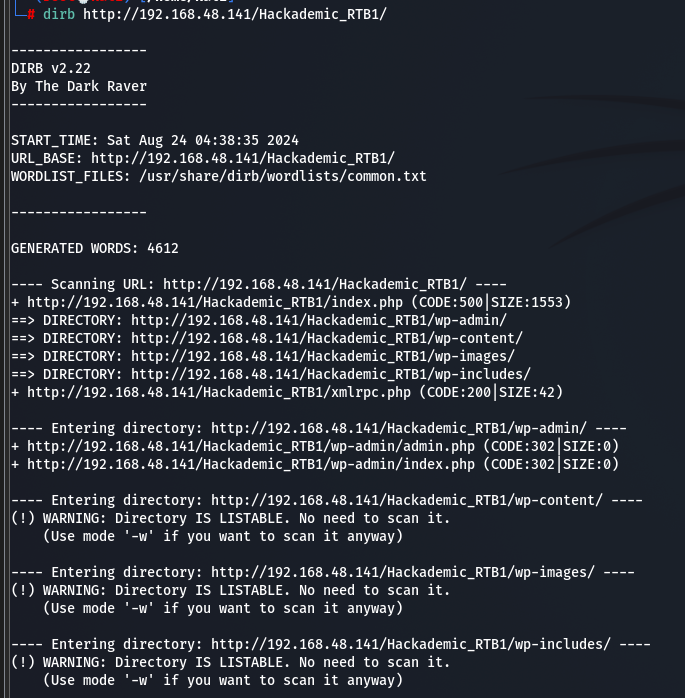 └─# dirb http://192.168.48.141/Hackademic_RTB1/
-----------------
DIRB v2.22
By The Dark Raver
-----------------
START_TIME: Sat Aug 24 04:38:35 2024
URL_BASE: http://192.168.48.141/Hackademic_RTB1/
WORDLIST_FILES: /usr/share/dirb/wordlists/common.txt
-----------------
GENERATED WORDS: 4612
---- Scanning URL: http://192.168.48.141/Hackademic_RTB1/ ----
+ http://192.168.48.141/Hackademic_RTB1/index.php (CODE:500|SIZE:1553)
==> DIRECTORY: http://192.168.48.141/Hackademic_RTB1/wp-admin/
==> DIRECTORY: http://192.168.48.141/Hackademic_RTB1/wp-content/
==> DIRECTORY: http://192.168.48.141/Hackademic_RTB1/wp-images/
==> DIRECTORY: http://192.168.48.141/Hackademic_RTB1/wp-includes/
+ http://192.168.48.141/Hackademic_RTB1/xmlrpc.php (CODE:200|SIZE:42)
---- Entering directory: http://192.168.48.141/Hackademic_RTB1/wp-admin/ ----
+ http://192.168.48.141/Hackademic_RTB1/wp-admin/admin.php (CODE:302|SIZE:0)
+ http://192.168.48.141/Hackademic_RTB1/wp-admin/index.php (CODE:302|SIZE:0)
---- Entering directory: http://192.168.48.141/Hackademic_RTB1/wp-content/ ----
(!) WARNING: Directory IS LISTABLE. No need to scan it.
    (Use mode '-w' if you want to scan it anyway)
---- Entering directory: http://192.168.48.141/Hackademic_RTB1/wp-images/ ----
(!) WARNING: Directory IS LISTABLE. No need to scan it.
    (Use mode '-w' if you want to scan it anyway)
---- Entering directory: http://192.168.48.141/Hackademic_RTB1/wp-includes/ ----
(!) WARNING: Directory IS LISTABLE. No need to scan it.
    (Use mode '-w' if you want to scan it anyway)